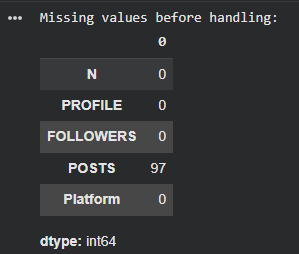 ••• Missing values before handling:
0
N 0
PROFILE 0
FOLLOWERS 0
POSTS 97
Platform 0
dtype: int64